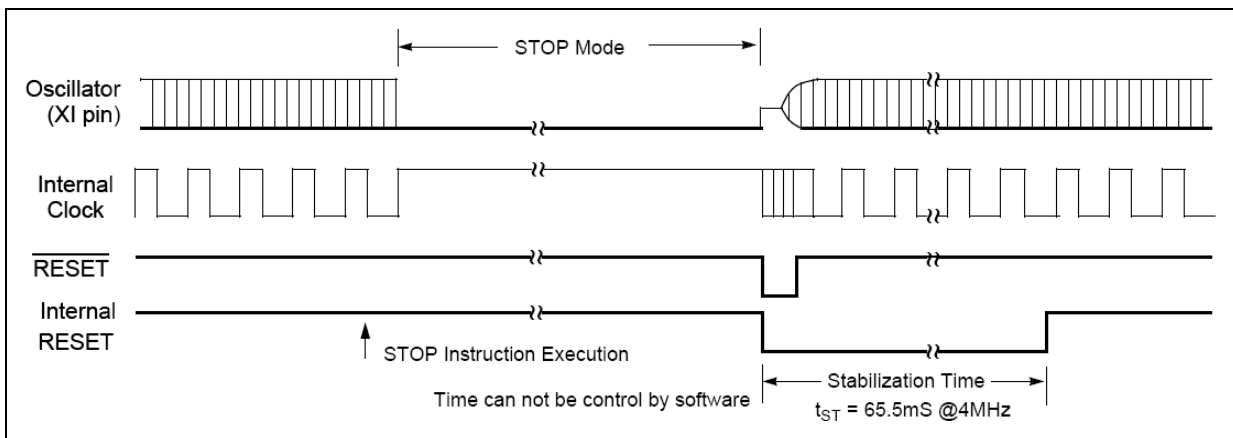 STOP Mode
Oscillator
(XI pin)
Internal
Clock
RESET
Internal
RESET
STOP Instruction Execution
Time can not be control by software
Stabilization Time
tST = 65.5mS @4MHz